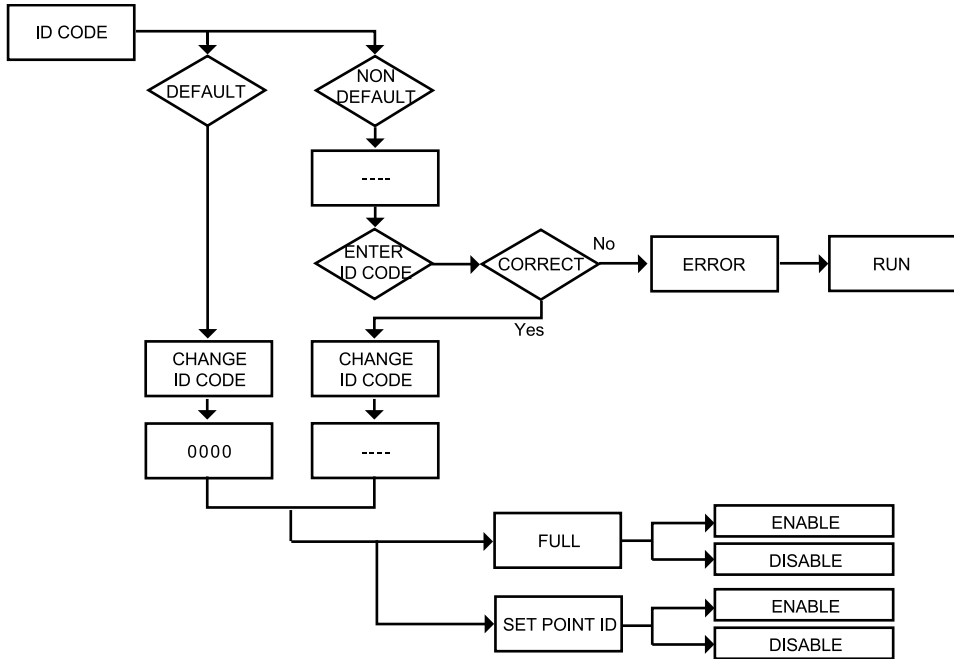 ID CODE
DEFAULT
NON
DEFAULT
----
ENTER
ID CODE
CORRECT
No
ERROR
RUN
Yes
CHANGE
ID CODE
CHANGE
ID CODE
0000
----
FULL
ENABLE
DISABLE
SET POINT ID
ENABLE
DISABLE